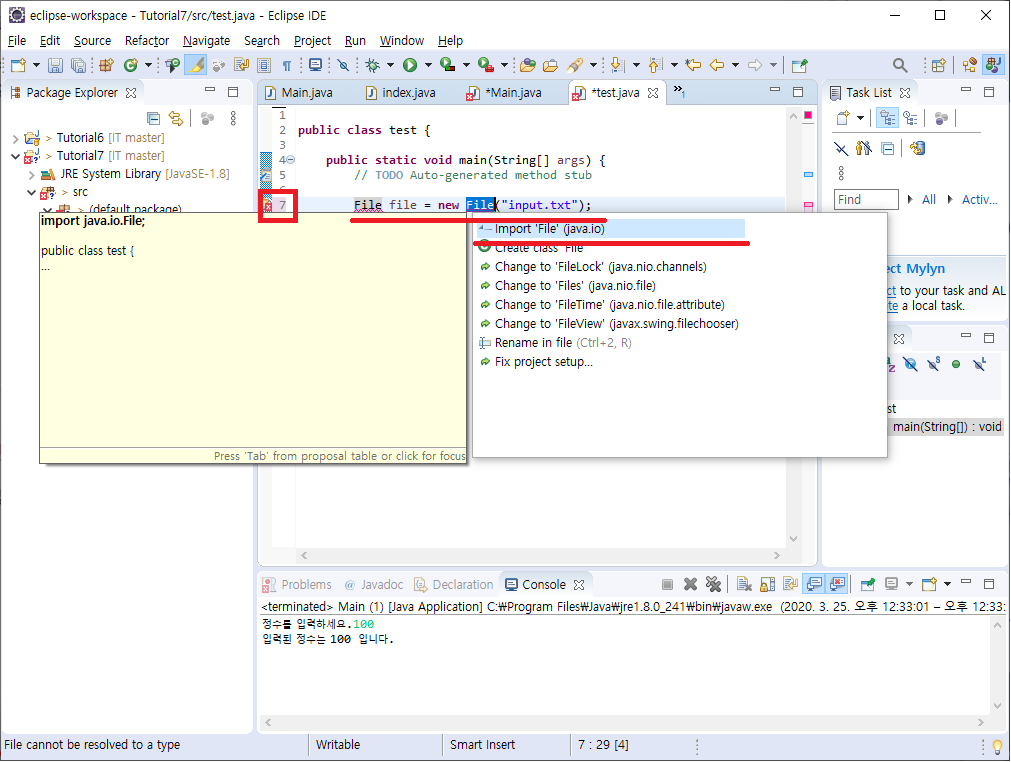 eclipse-workspace - Tutorial7/src/test.java - Eclipse IDE
File Edit Source Refactor Navigate Search Project Run Window Help
Package Explorer
> Tutorial6 [IT master]
> Tutorial7 [IT master]
JRE System Library [JavaSE-1.8]
> src
> (default package)
Main.java index.java *Main.java *test.java »1
1
2 public class test {
3
4 public static void main(String[] args) {
5 // TODO Auto-generated method stub
6
7 File file = new File("input.txt");
import java.io.File;
public class test {
...
Press 'Tab' from proposal table or click for focus
Import 'File' (java.io)
Create class 'File'
Change to 'FileLock' (java.nio.channels)
Change to 'Files' (java.nio.file)
Change to 'FileTime' (java.nio.file.attribute)
Change to 'FileView' (javax.swing.filechooser)
Rename in file (Ctrl+2, R)
Fix project setup...
Task List
Find All Activ...
ct Mylyn
ct to your task and AL
te a local task.
st
main(String[]) : void
Problems @ Javadoc Declaration Console
<terminated> Main (1) [Java Application] C:₩Program Files₩Java₩jre1.8.0_241₩bin₩javaw.exe (2020. 3. 25. 오후 12:33:01 – 오후 12:33:
정수를 입력하세요.100
입력된 정수는 100 입니다.
File cannot be resolved to a type Writable Smart Insert 7 : 29 [4]